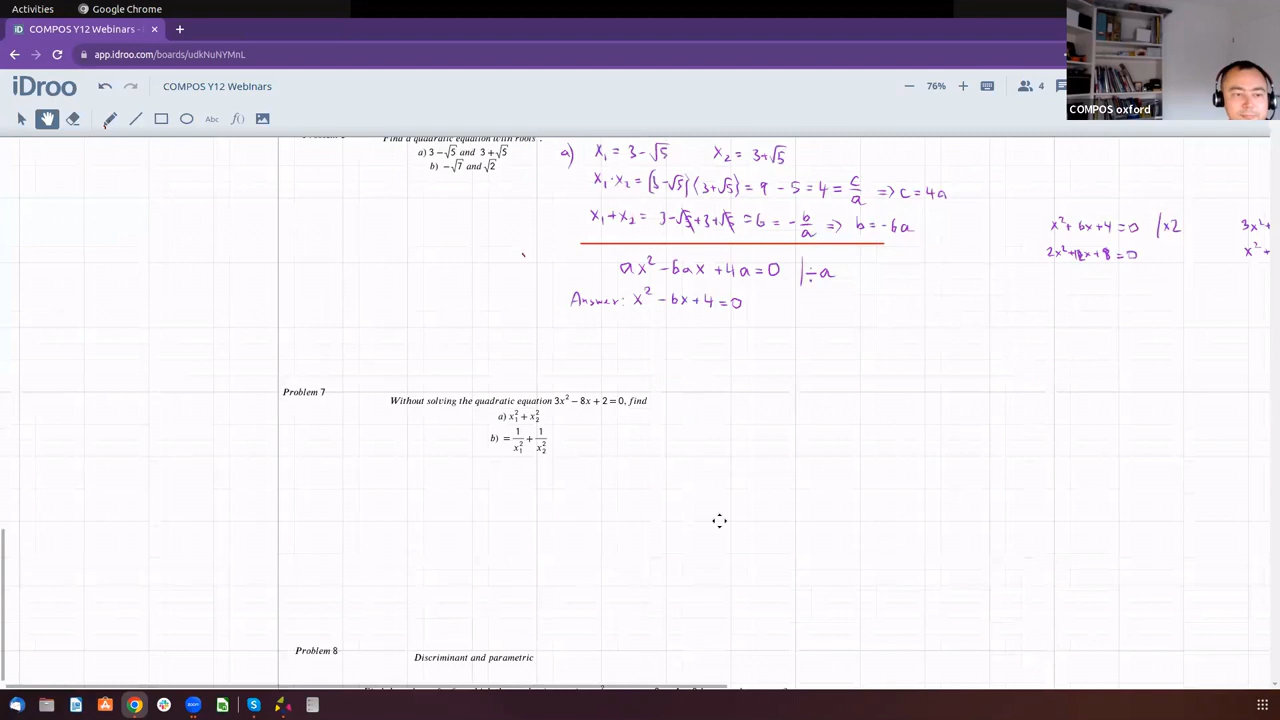 Activities
Google Chrome
COMPOS Y12 Webinars -
app.idroo.com/boards/udkNuNYMnL
iDroo
COMPOS Y12 Webinars
76%
4
COMPOS oxford
Abc
f()
Find a quadratic equation with roots :
a) 3 − √5 and 3 + √5
b) −√7 and √2
a) x₁ = 3 - √5 x₂ = 3+√5
x₁·x₂ = (3-√5)(3+√5) = 9 - 5 = 4 = c/a => c = 4a
x₁+x₂ = 3-√5+3+√5 = 6 = -b/a => b = -6a
ax² -6ax +4a = 0 |÷a
Answer: x² - 6x + 4 = 0
x² + 6x + 4 = 0 |x2
2x²+12x + 8 = 0
3x²+
x² +
Problem 7
Without solving the quadratic equation 3x² − 8x + 2 = 0, find
a) x₁² + x₂²
b) = 1/x₁² + 1/x₂²
Problem 8
Discriminant and parametric